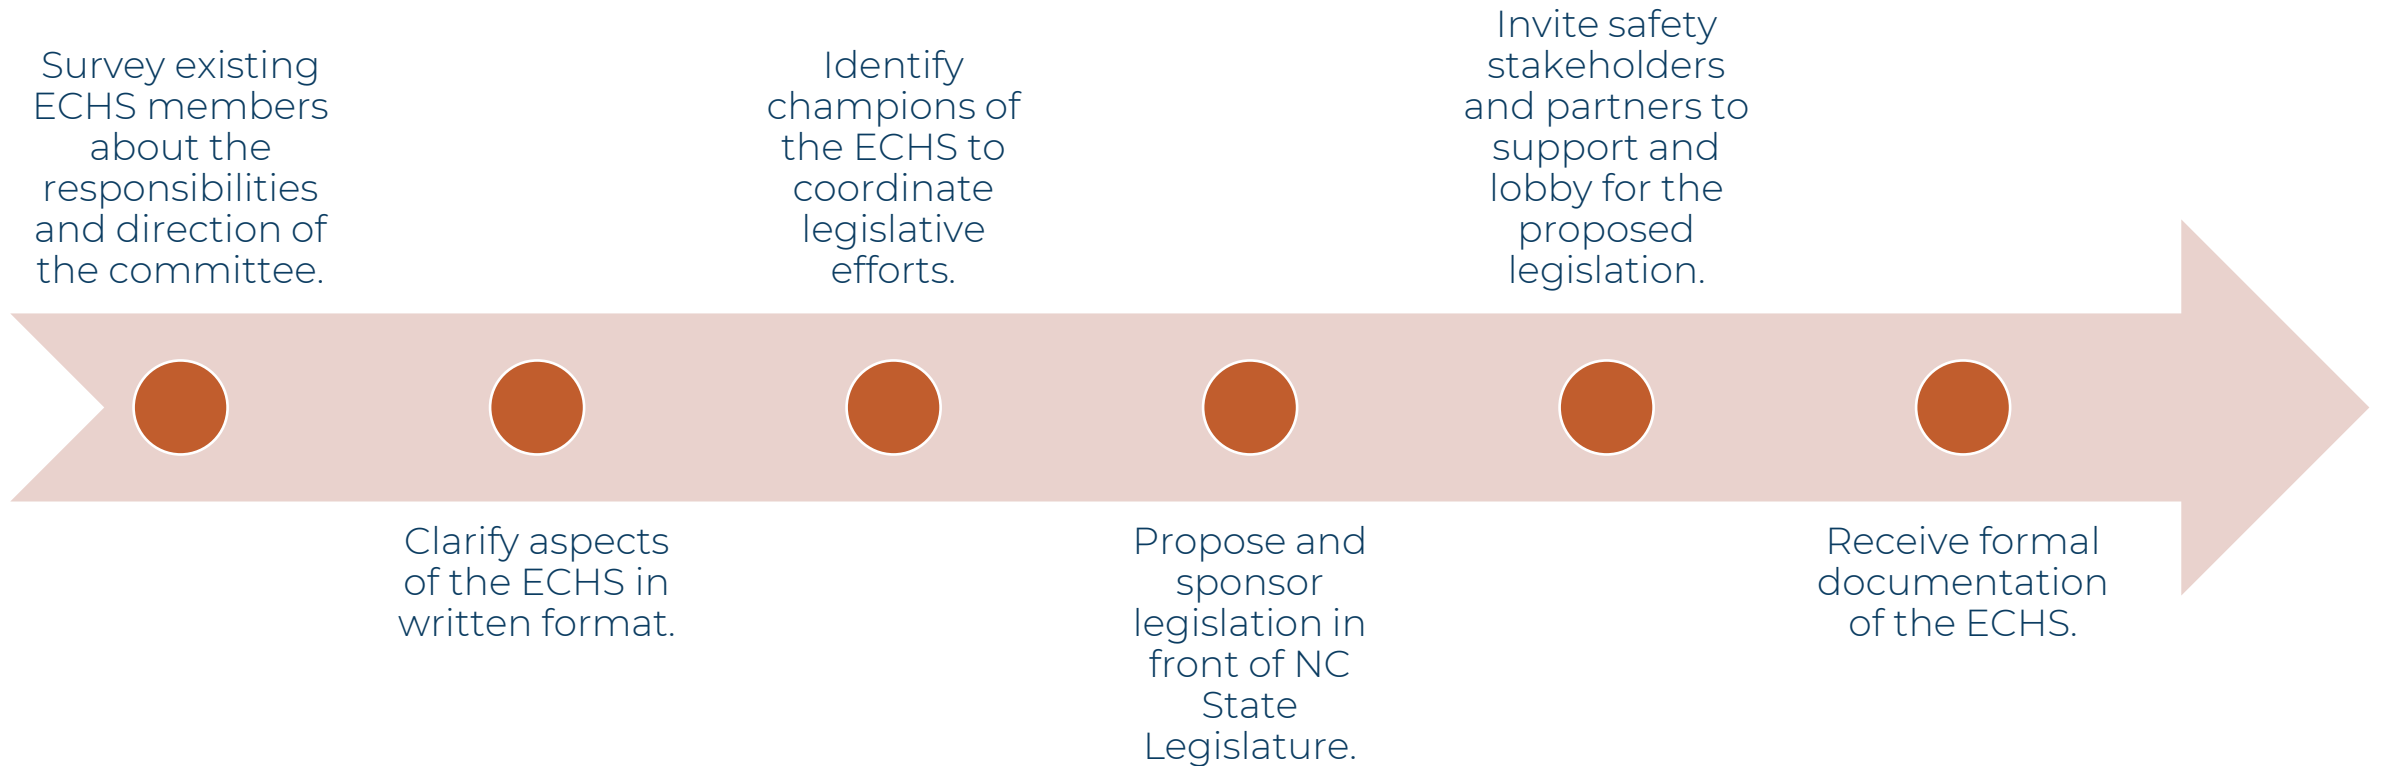 Survey existing
ECHS members
about the
responsibilities
and direction of
the committee.
Clarify aspects
of the ECHS in
written format.
Identify
champions of
the ECHS to
coordinate
legislative
efforts.
Propose and
sponsor
legislation in
front of NC
State
Legislature.
Invite safety
stakeholders
and partners to
support and
lobby for the
proposed
legislation.
Receive formal
documentation
of the ECHS.